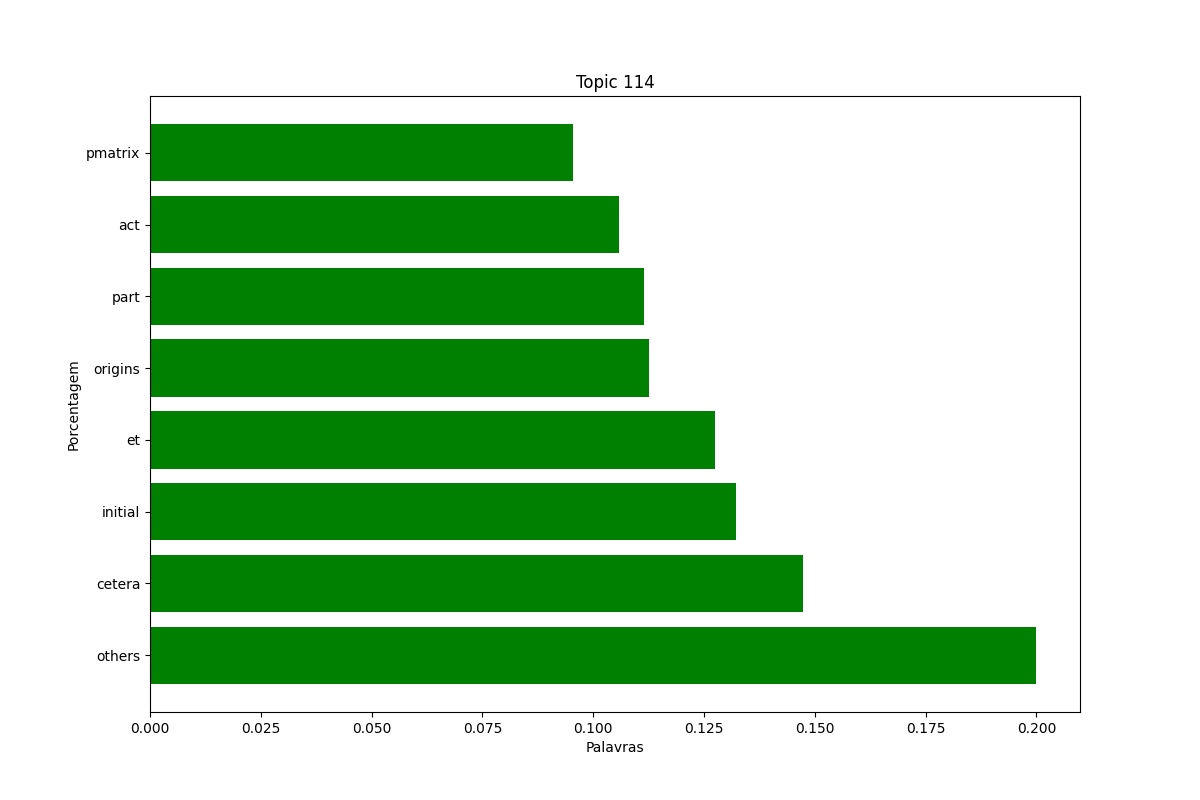 Topic 114
pmatrix
act
part
origins
et
initial
cetera
others
Porcentagem
0.000 0.025 0.050 0.075 0.100 0.125 0.150 0.175 0.200
Palavras